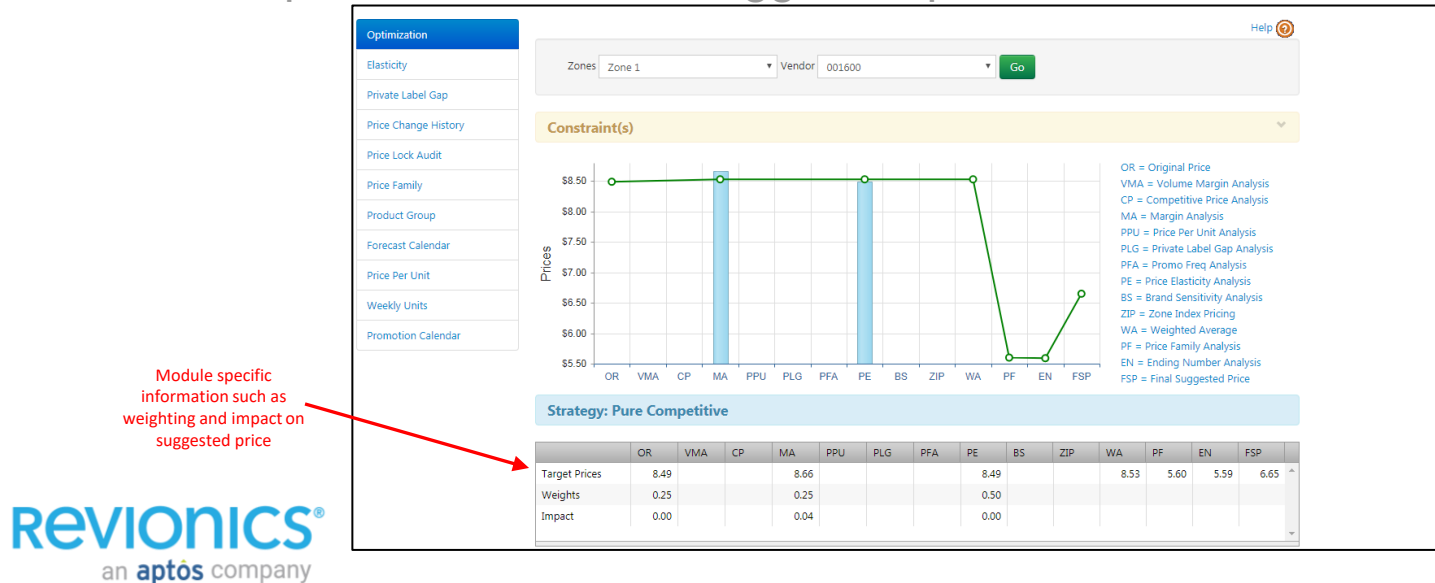 Help
Optimization
Elasticity
Private Label Gap
Price Change History
Price Lock Audit
Price Family
Product Group
Forecast Calendar
Price Per Unit
Weekly Units
Promotion Calendar
Zones Zone 1 Vendor 001600 Go
Constraint(s)
Prices
$8.50
$8.00
$7.50
$7.00
$6.50
$6.00
$5.50
OR VMA CP MA PPU PLG PFA PE BS ZIP WA PF EN FSP
OR = Original Price
VMA = Volume Margin Analysis
CP = Competitive Price Analysis
MA = Margin Analysis
PPU = Price Per Unit Analysis
PLG = Private Label Gap Analysis
PFA = Promo Freq Analysis
PE = Price Elasticity Analysis
BS = Brand Sensitivity Analysis
ZIP = Zone Index Pricing
WA = Weighted Average
PF = Price Family Analysis
EN = Ending Number Analysis
FSP = Final Suggested Price
Module specific
information such as
weighting and impact on
suggested price
Strategy: Pure Competitive
OR VMA CP MA PPU PLG PFA PE BS ZIP WA PF EN FSP
Target Prices 8.49 8.66 8.49 8.53 5.60 5.59 6.65
Weights 0.25 0.25 0.50
Impact 0.00 0.04 0.00
Revionics®
an aptos company